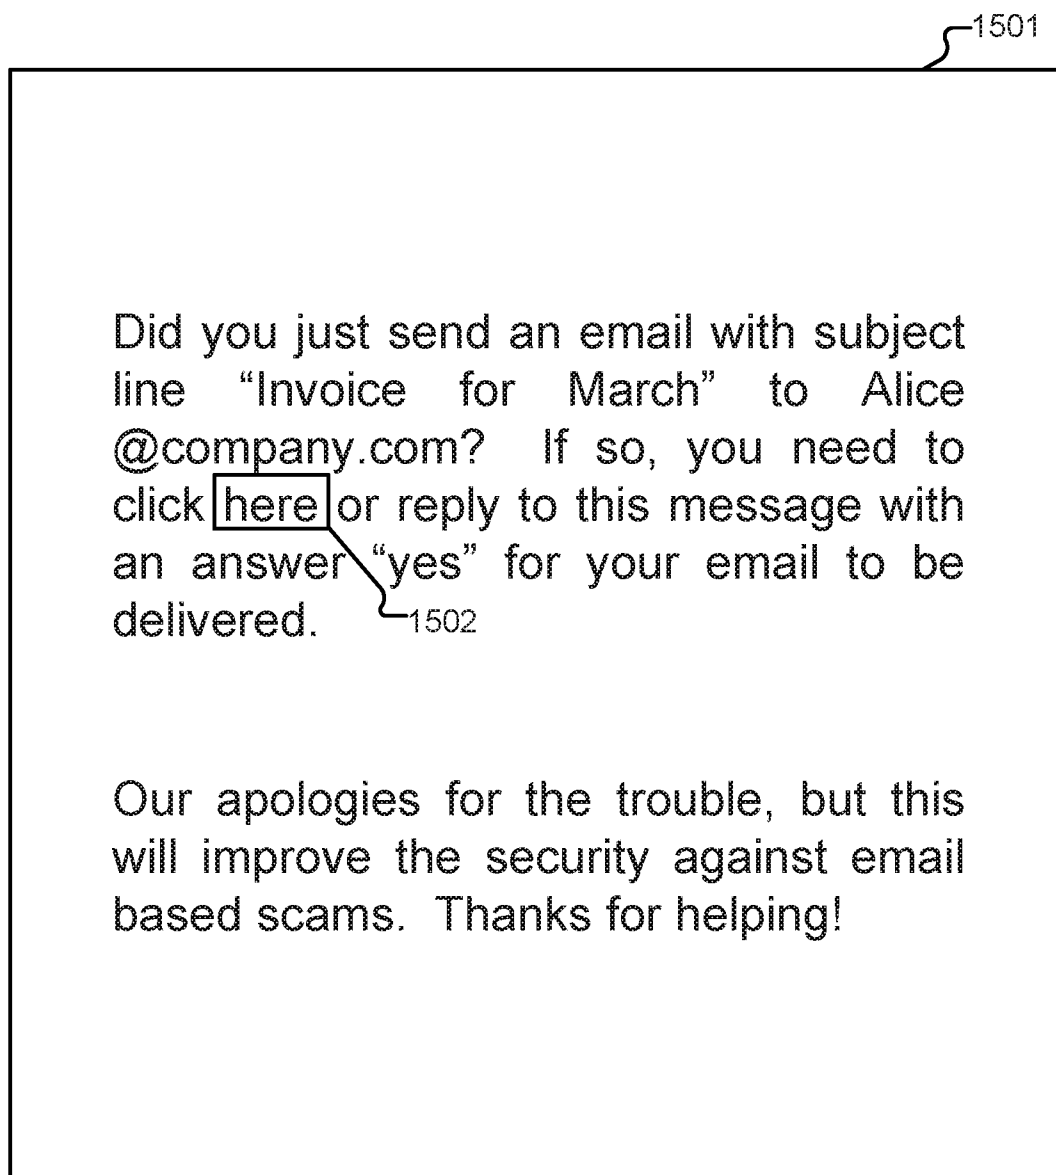 1501
Did you just send an email with subject
line “Invoice for March” to Alice
@company.com? If so, you need to
click here or reply to this message with
an answer “yes” for your email to be
delivered.
1502
Our apologies for the trouble, but this
will improve the security against email
based scams. Thanks for helping!